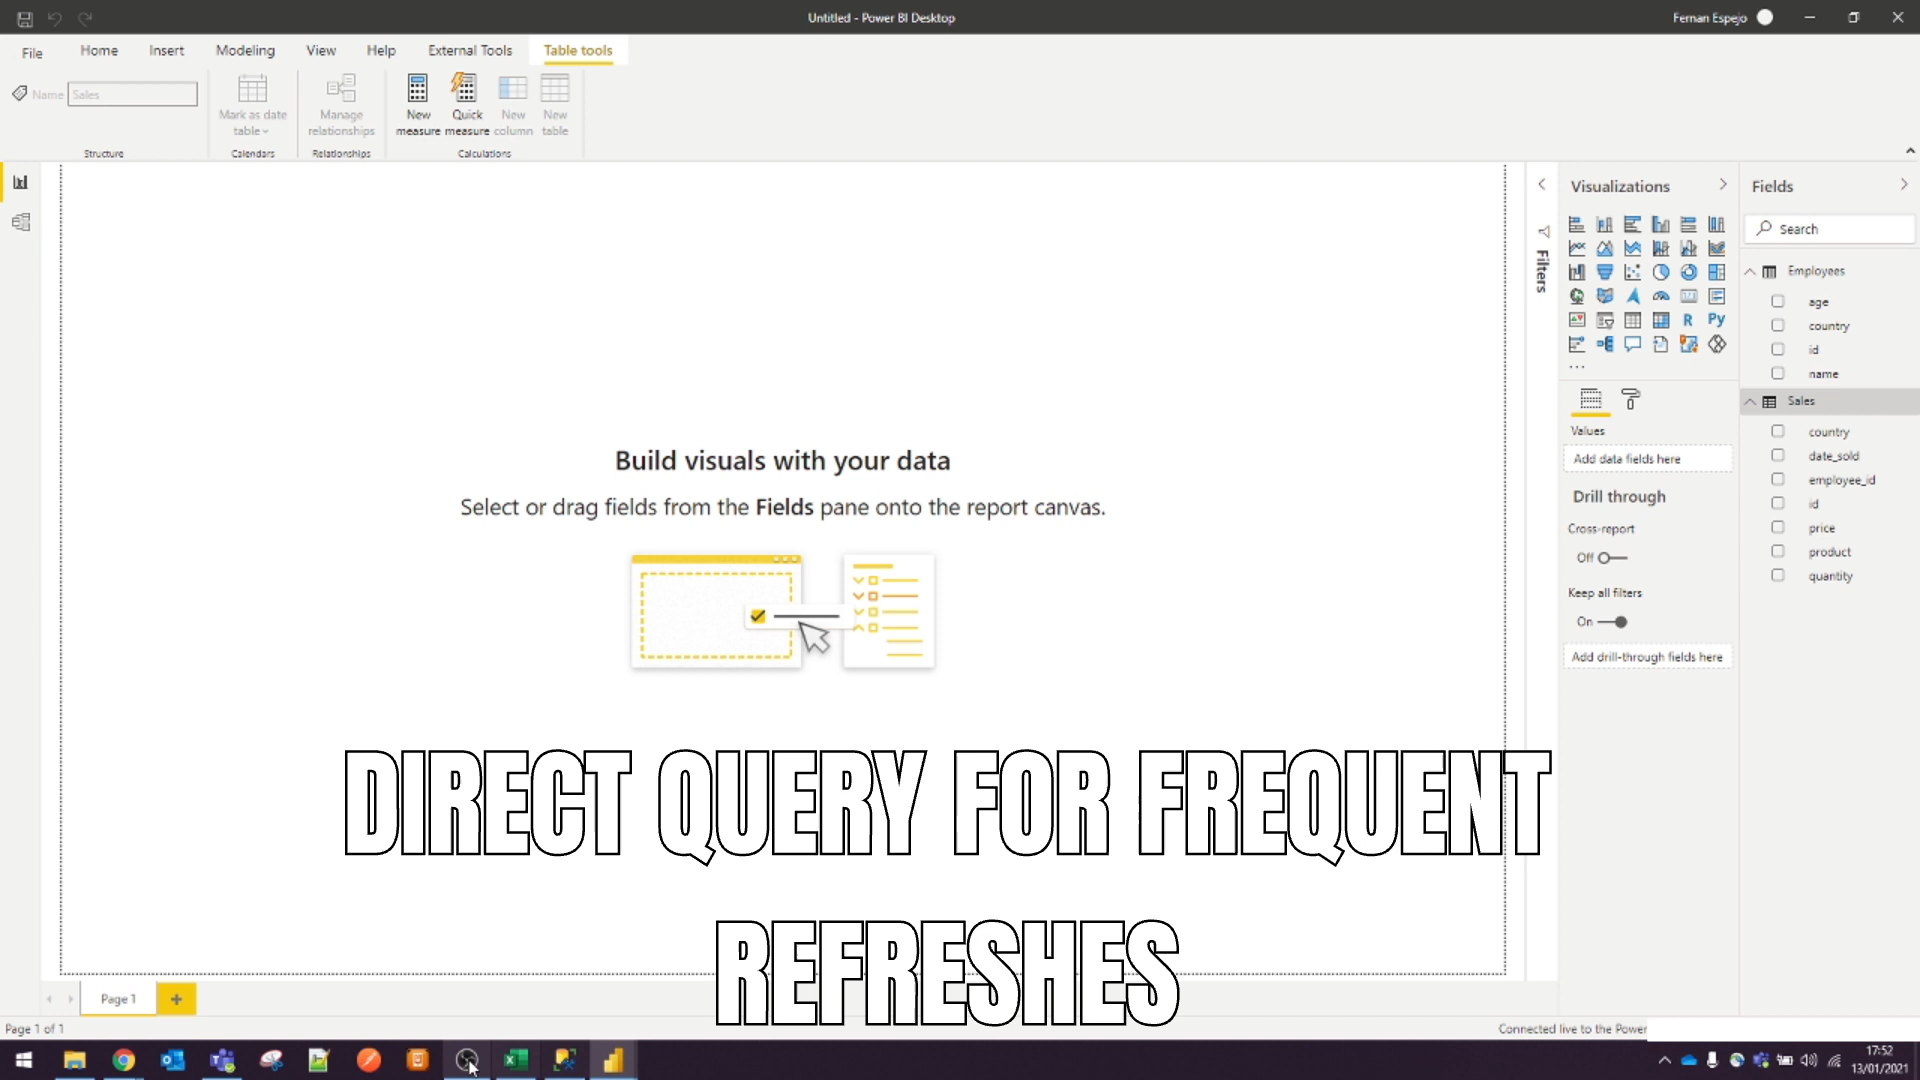 Untitled - Power BI Desktop
Fernan Espejo
File
Home
Insert
Modeling
View
Help
External Tools
Table tools
Name
Sales
Mark as date
table
Manage
relationships
New
measure
Quick
measure
New
column
New
table
Structure
Calendars
Relationships
Calculations
Build visuals with your data
Select or drag fields from the Fields pane onto the report canvas.
DIRECT QUERY FOR FREQUENT
REFRESHES
Filters
Visualizations
R
Py
...
Values
Add data fields here
Drill through
Cross-report
Off
Keep all filters
On
Add drill-through fields here
Fields
Search
Employees
age
country
id
name
Sales
country
date_sold
employee_id
id
price
product
quantity
Page 1
Page 1 of 1
Connected live to the Power
17:52
13/01/2021